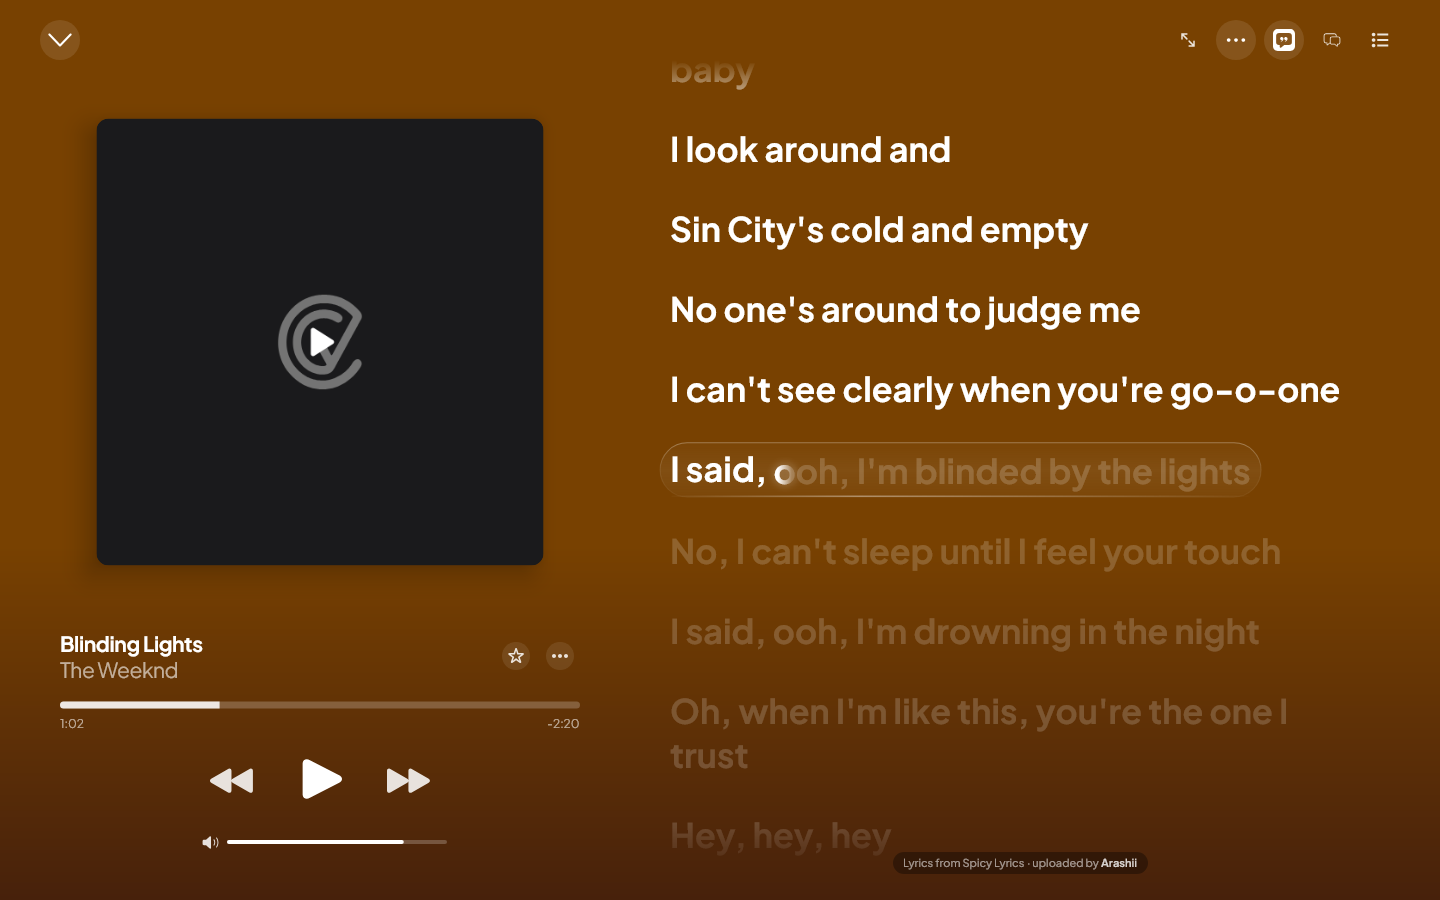 baby
I look around and
Sin City's cold and empty
No one's around to judge me
I can't see clearly when you're go-o-one
I said, ooh, I'm blinded by the lights
No, I can't sleep until I feel your touch
I said, ooh, I'm drowning in the night
Oh, when I'm like this, you're the one I
trust
Hey, hey, hey
Lyrics from Spicy Lyrics · uploaded by Arashii
Blinding Lights
The Weeknd
1:02
-2:20